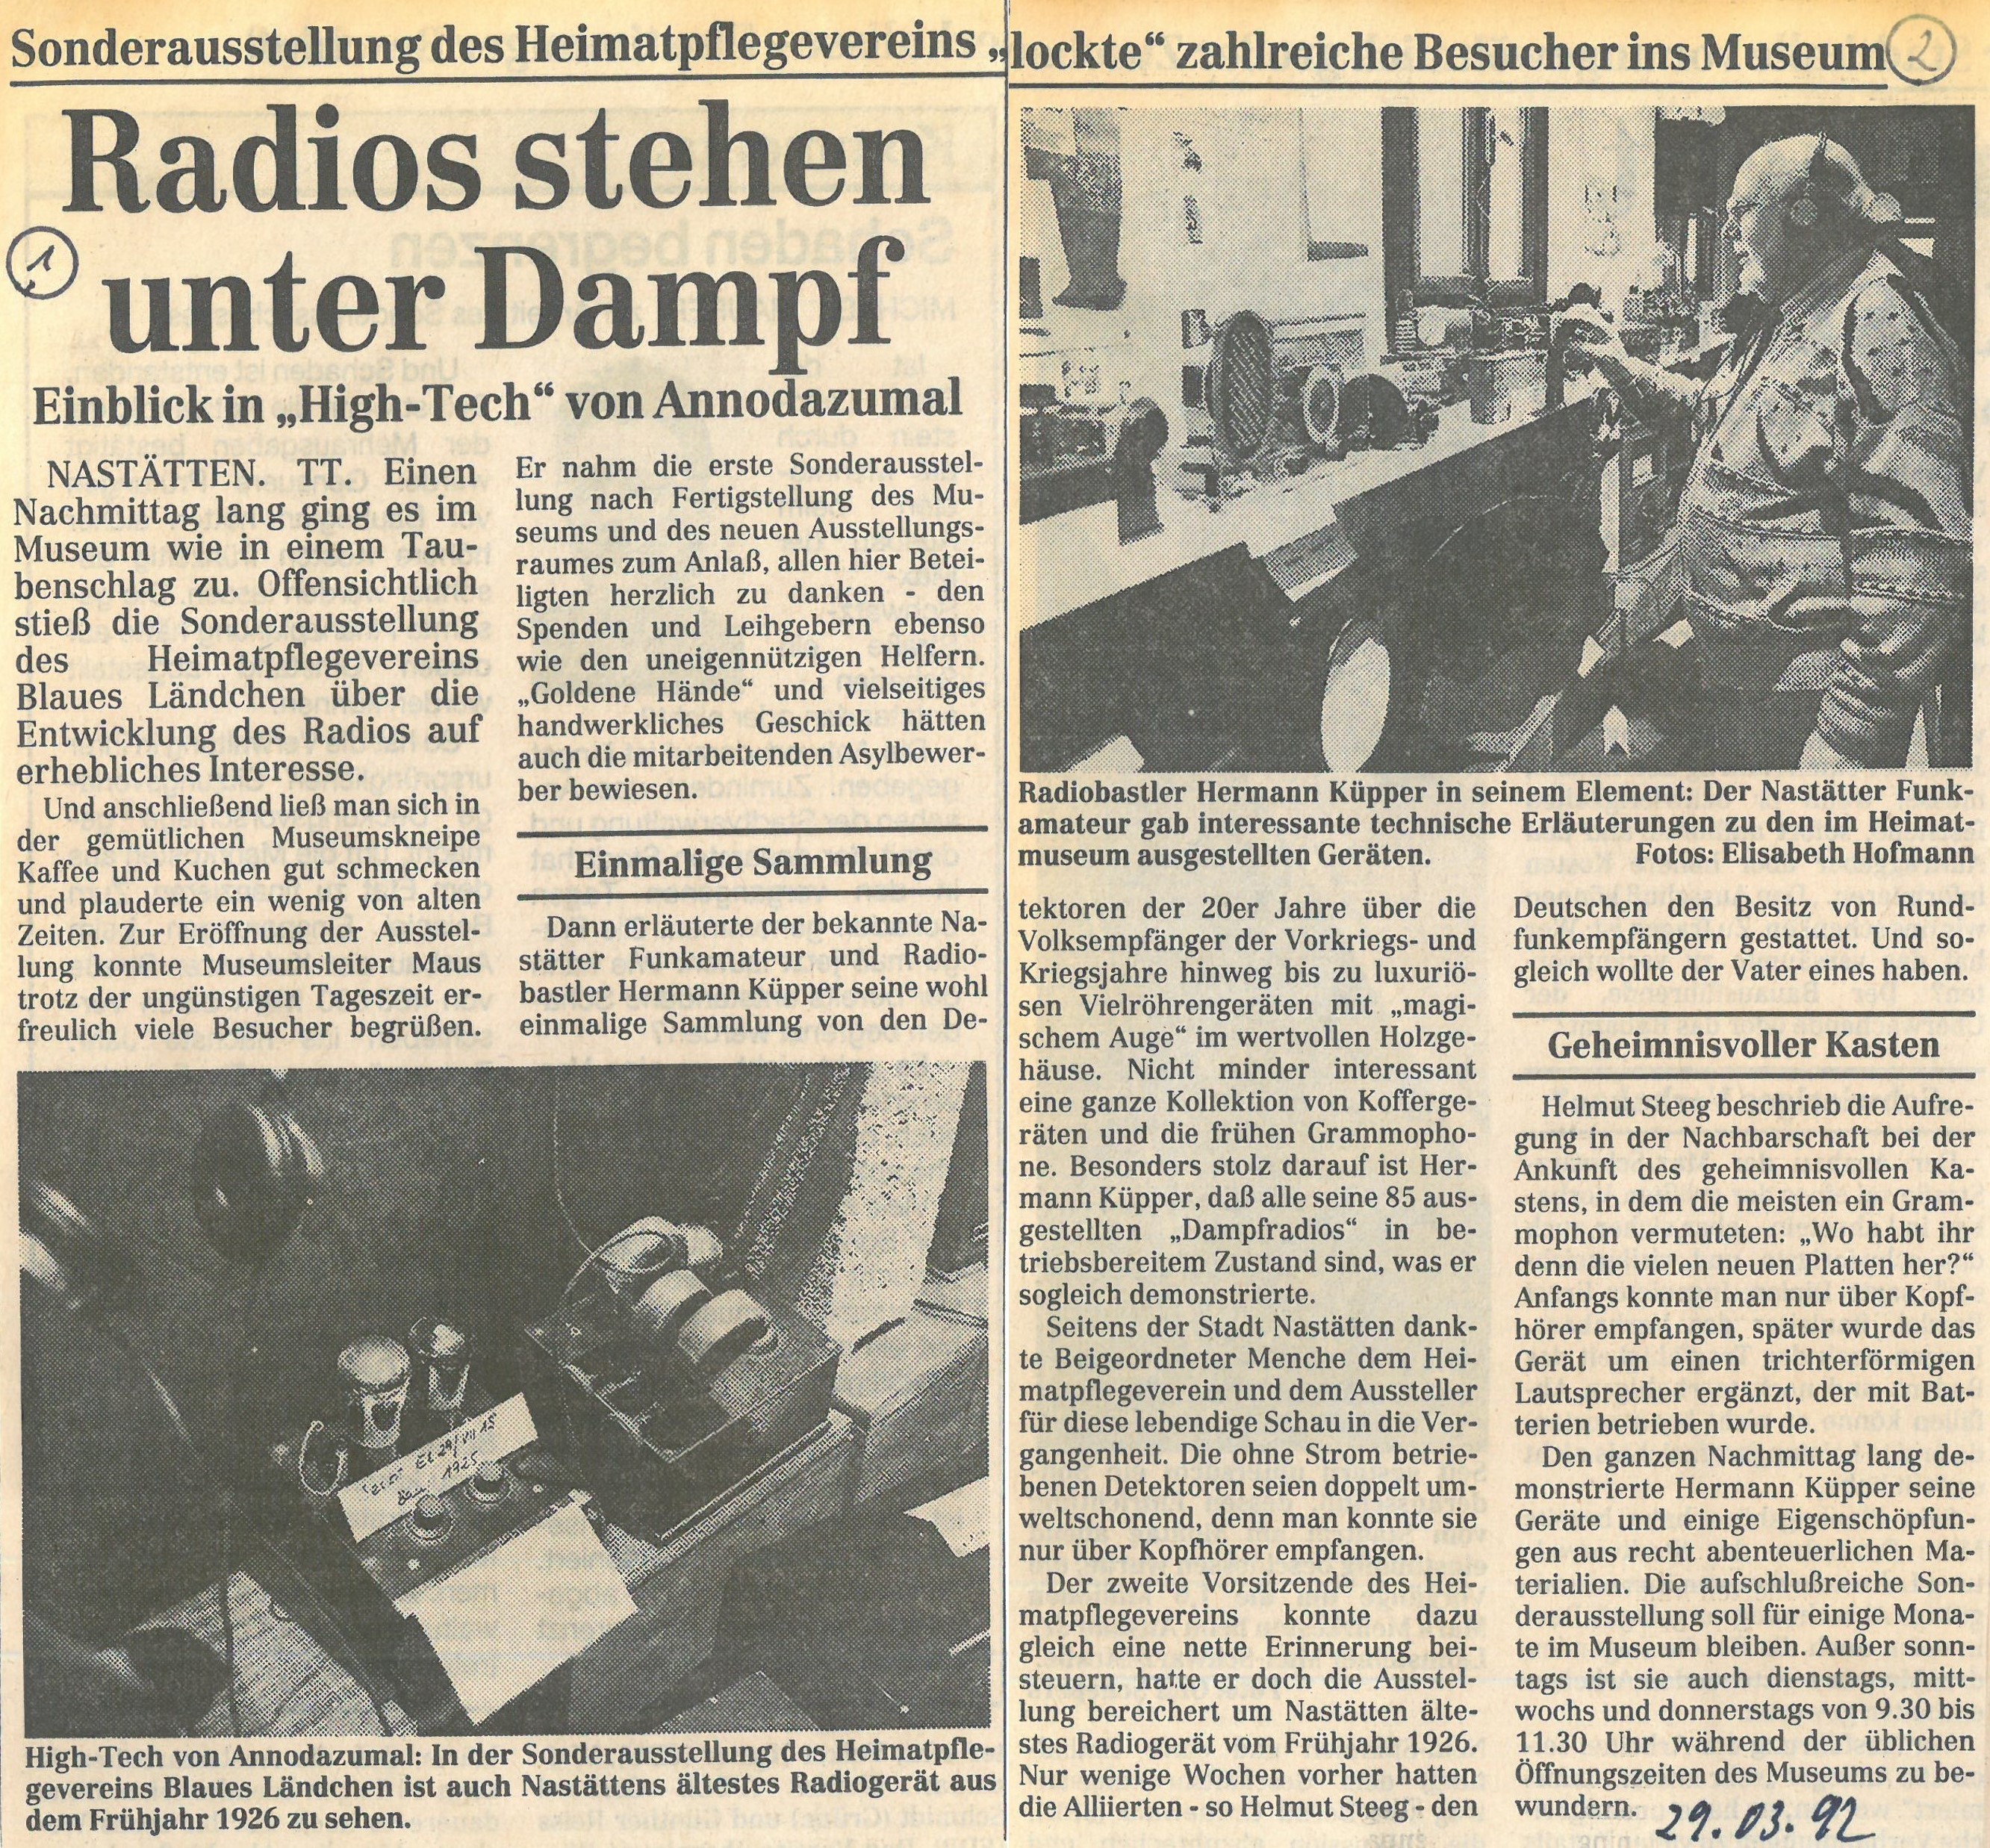 Sonderausstellung des Heimatpflegevereins „lockte“ zahlreiche Besucher ins Museum
2
Radios stehen
1
unter Dampf
Einblick in „High-Tech“ von Annodazumal
NASTÄTTEN. TT. Einen
Nachmittag lang ging es im
Museum wie in einem Tau-
benschlag zu. Offensichtlich
stieß die Sonderausstellung
des Heimatpflegevereins
Blaues Ländchen über die
Entwicklung des Radios auf
erhebliches Interesse.
Und anschließend ließ man sich in
der gemütlichen Museumskneipe
Kaffee und Kuchen gut schmecken
und plauderte ein wenig von alten
Zeiten. Zur Eröffnung der Ausstel-
lung konnte Museumsleiter Maus
trotz der ungünstigen Tageszeit er-
freulich viele Besucher begrüßen.
Er nahm die erste Sonderausstel-
lung nach Fertigstellung des Mu-
seums und des neuen Ausstellungs-
raumes zum Anlaß, allen hier Betei-
ligten herzlich zu danken - den
Spenden und Leihgebern ebenso
wie den uneigennützigen Helfern.
„Goldene Hände“ und vielseitiges
handwerkliches Geschick hätten
auch die mitarbeitenden Asylbewer-
ber bewiesen.
Einmalige Sammlung
Dann erläuterte der bekannte Na-
stätter Funkamateur und Radio-
bastler Hermann Küpper seine wohl
einmalige Sammlung von den De-
1925
High-Tech von Annodazumal: In der Sonderausstellung des Heimatpfle-
gevereins Blaues Ländchen ist auch Nastättens ältestes Radiogerät aus
dem Frühjahr 1926 zu sehen.
Radiobastler Hermann Küpper in seinem Element: Der Nastätter Funk-
amateur gab interessante technische Erläuterungen zu den im Heimat-
museum ausgestellten Geräten. Fotos: Elisabeth Hofmann
tektoren der 20er Jahre über die
Volksempfänger der Vorkriegs- und
Kriegsjahre hinweg bis zu luxuriö-
sen Vielröhrengeräten mit „magi-
schem Auge“ im wertvollen Holzge-
häuse. Nicht minder interessant
eine ganze Kollektion von Kofferge-
räten und die frühen Grammopho-
ne. Besonders stolz darauf ist Her-
mann Küpper, daß alle seine 85 aus-
gestellten „Dampfradios“ in be-
triebsbereitem Zustand sind, was er
sogleich demonstrierte.
Seitens der Stadt Nastätten dank-
te Beigeordneter Menche dem Hei-
matpflegeverein und dem Aussteller
für diese lebendige Schau in die Ver-
gangenheit. Die ohne Strom betrie-
benen Detektoren seien doppelt um-
weltschonend, denn man konnte sie
nur über Kopfhörer empfangen.
Der zweite Vorsitzende des Hei-
matpflegevereins konnte dazu
gleich eine nette Erinnerung bei-
steuern, hatte er doch die Ausstel-
lung bereichert um Nastätten älte-
stes Radiogerät vom Frühjahr 1926.
Nur wenige Wochen vorher hatten
die Alliierten - so Helmut Steeg - den
Deutschen den Besitz von Rund-
funkempfängern gestattet. Und so-
gleich wollte der Vater eines haben.
Geheimnisvoller Kasten
Helmut Steeg beschrieb die Aufre-
gung in der Nachbarschaft bei der
Ankunft des geheimnisvollen Ka-
stens, in dem die meisten ein Gram-
mophon vermuteten: „Wo habt ihr
denn die vielen neuen Platten her?“
Anfangs konnte man nur über Kopf-
hörer empfangen, später wurde das
Gerät um einen trichterförmigen
Lautsprecher ergänzt, der mit Bat-
terien betrieben wurde.
Den ganzen Nachmittag lang de-
monstrierte Hermann Küpper seine
Geräte und einige Eigenschöpfun-
gen aus recht abenteuerlichen Ma-
terialien. Die aufschlußreiche Son-
derausstellung soll für einige Mona-
te im Museum bleiben. Außer sonn-
tags ist sie auch dienstags, mitt-
wochs und donnerstags von 9.30 bis
11.30 Uhr während der üblichen
Öffnungszeiten des Museums zu be-
wundern.
29.03.92